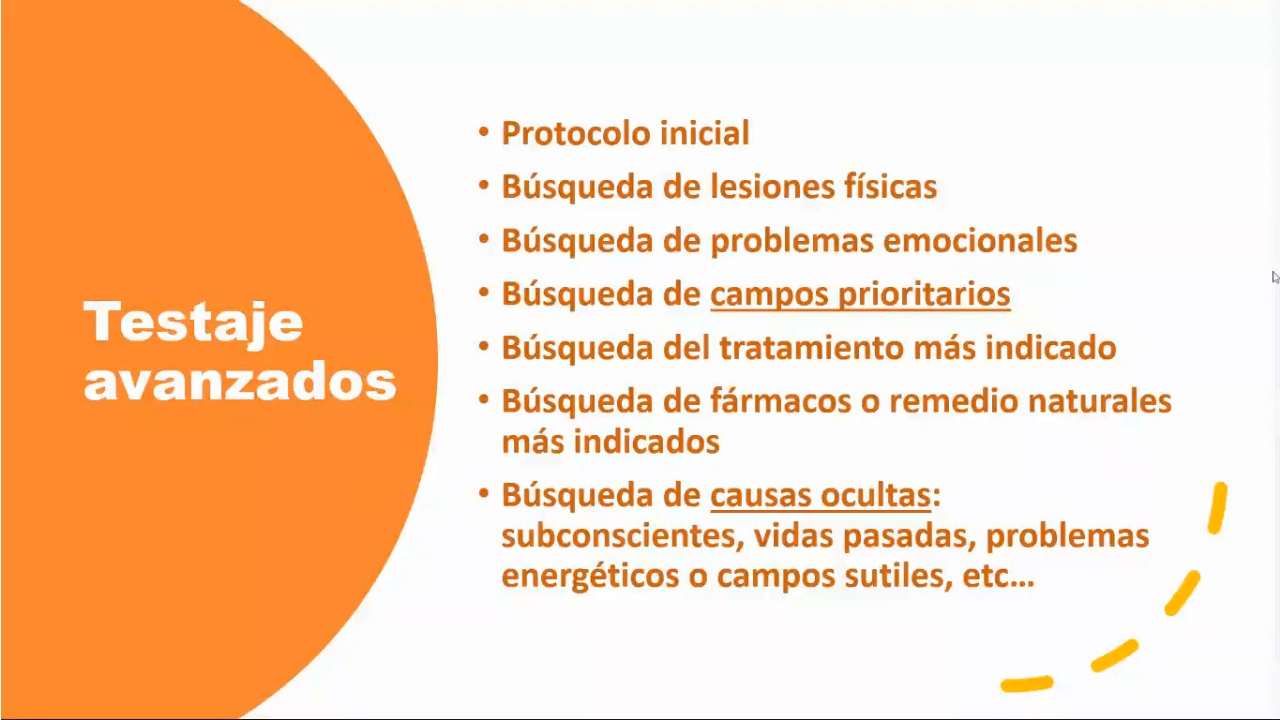 Testaje
avanzados
• Protocolo inicial
• Búsqueda de lesiones físicas
• Búsqueda de problemas emocionales
• Búsqueda de campos prioritarios
• Búsqueda del tratamiento más indicado
• Búsqueda de fármacos o remedio naturales
más indicados
• Búsqueda de causas ocultas:
subconscientes, vidas pasadas, problemas
energéticos o campos sutiles, etc…